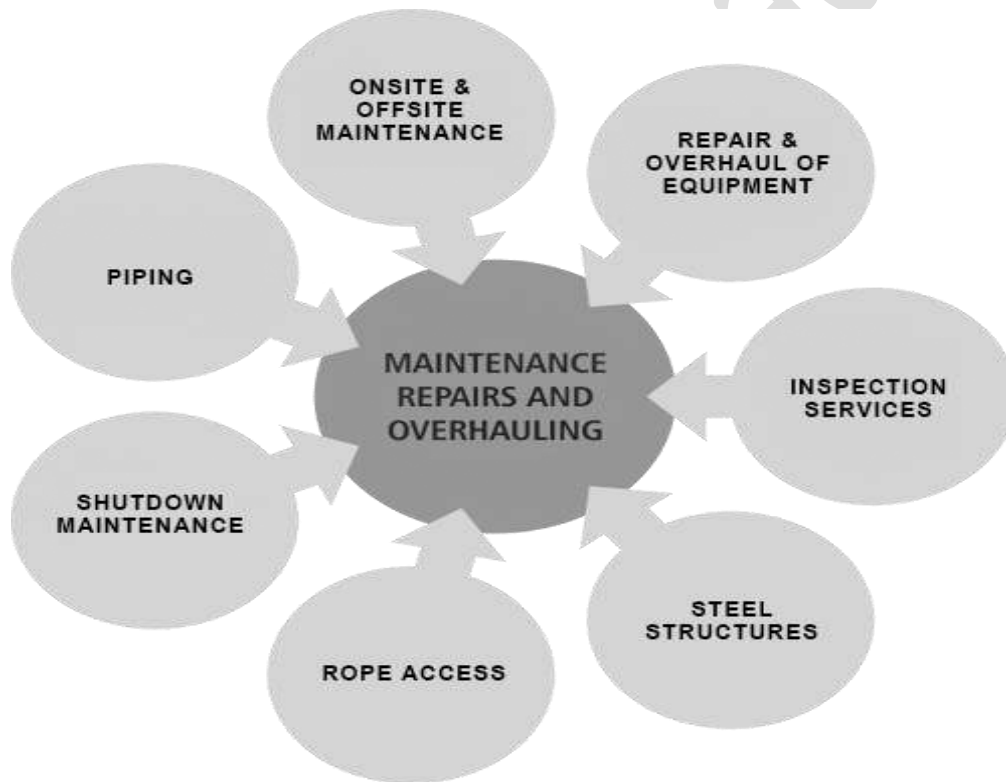 ONSITE &
OFFSITE
MAINTENANCE
REPAIR &
OVERHAUL OF
EQUIPMENT
PIPING
MAINTENANCE
REPAIRS AND
OVERHAULING
INSPECTION
SERVICES
SHUTDOWN
MAINTENANCE
STEEL
STRUCTURES
ROPE ACCESS